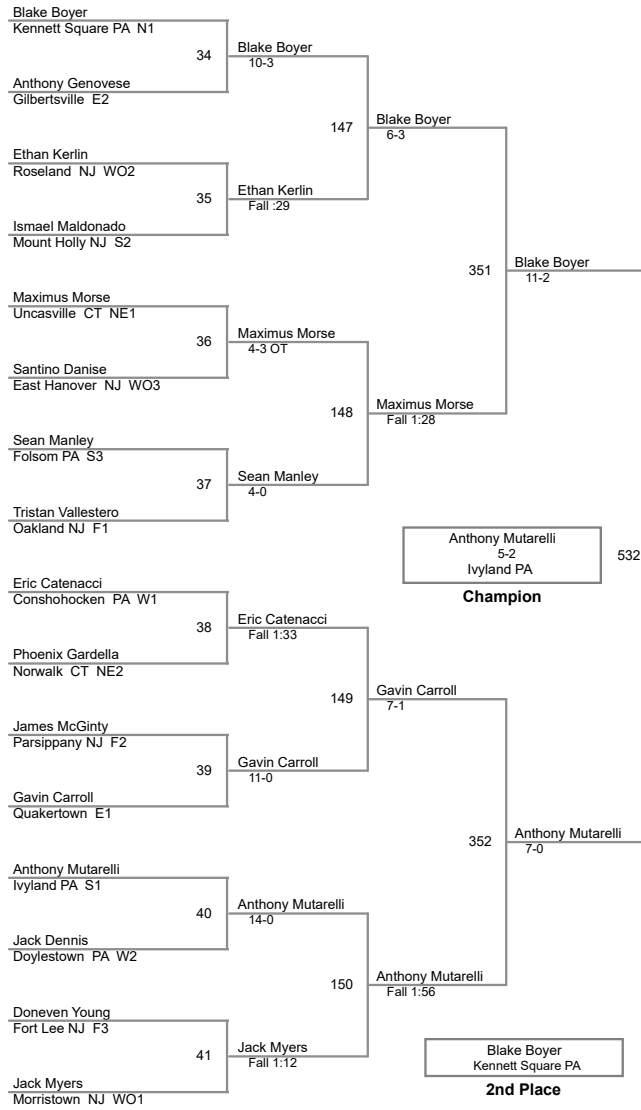 Blake Boyer
Kennett Square PA N1
34
Blake Boyer
10-3
Anthony Genovese
Gilbertsville E2
147
Blake Boyer
6-3
Ethan Kerlin
Roseland NJ WO2
35
Ethan Kerlin
Fall :29
Ismael Maldonado
Mount Holly NJ S2
351
Blake Boyer
11-2
Maximus Morse
Uncasville CT NE1
36
Maximus Morse
4-3 OT
Santino Danise
East Hanover NJ WO3
148
Maximus Morse
Fall 1:28
Sean Manley
Folsom PA S3
37
Sean Manley
4-0
Tristan Vallestero
Oakland NJ F1
Anthony Mutarelli
5-2
Ivyland PA
532
Champion
Eric Catenacci
Conshohocken PA W1
38
Eric Catenacci
Fall 1:33
Phoenix Gardella
Norwalk CT NE2
149
Gavin Carroll
7-1
James McGinty
Parsippany NJ F2
39
Gavin Carroll
11-0
Gavin Carroll
Quakertown E1
352
Anthony Mutarelli
7-0
Anthony Mutarelli
Ivyland PA S1
40
Anthony Mutarelli
14-0
Jack Dennis
Doylestown PA W2
150
Anthony Mutarelli
Fall 1:56
Doneven Young
Fort Lee NJ F3
41
Jack Myers
Fall 1:12
Jack Myers
Morristown NJ WO1
Blake Boyer
Kennett Square PA
2nd Place